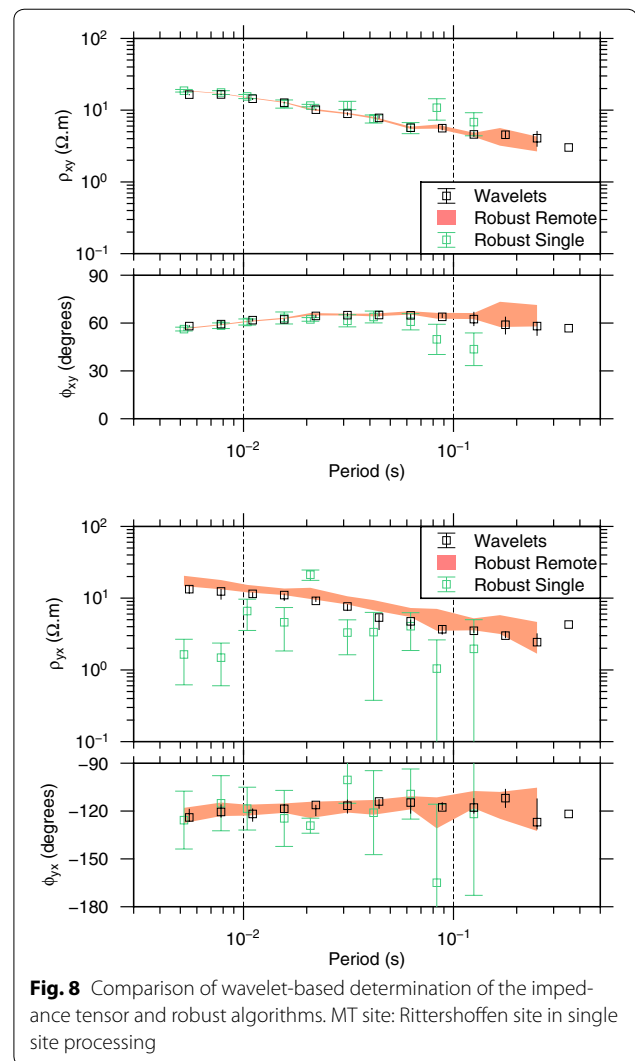 10²
10¹
10⁰
10⁻¹
ρxy (Ω.m)
Wavelets
Robust Remote
Robust Single
90
60
30
0
ϕxy (degrees)
10⁻² 10⁻¹
Period (s)
10²
10¹
10⁰
10⁻¹
ρyx (Ω.m)
Wavelets
Robust Remote
Robust Single
−90
−120
−150
−180
ϕyx (degrees)
10⁻² 10⁻¹
Period (s)
Fig. 8 Comparison of wavelet-based determination of the imped-
ance tensor and robust algorithms. MT site: Rittershoffen site in single
site processing